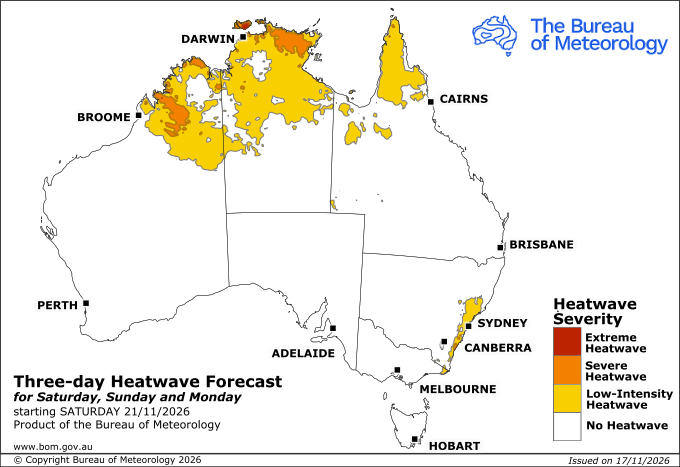 The Bureau
of Meteorology
DARWIN
CAIRNS
BROOME
BRISBANE
PERTH
SYDNEY
CANBERRA
ADELAIDE
MELBOURNE
HOBART
Heatwave
Severity
Extreme
Heatwave
Severe
Heatwave
Low-Intensity
Heatwave
No Heatwave
Three-day Heatwave Forecast
for Saturday, Sunday and Monday
starting SATURDAY 21/11/2026
Product of the Bureau of Meteorology
www.bom.gov.au
© Copyright Bureau of Meteorology 2026
Issued on 17/11/2026